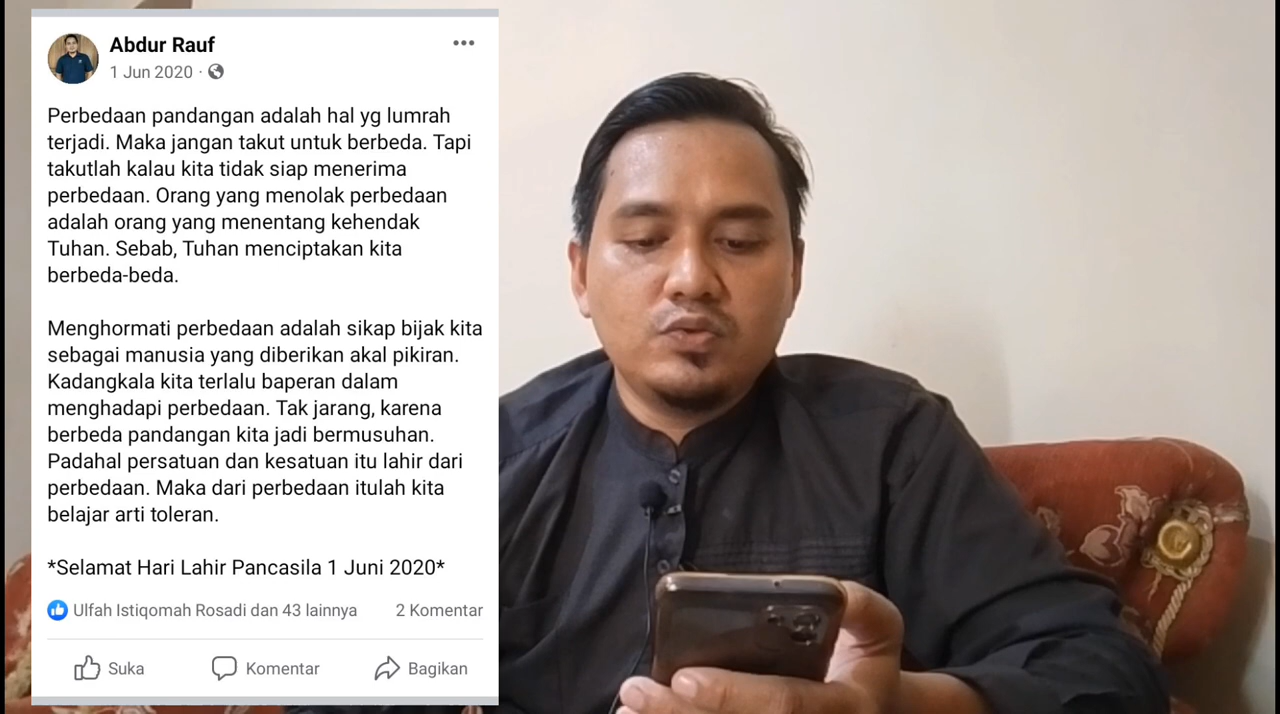 Abdur Rauf
1 Jun 2020 ·
Perbedaan pandangan adalah hal yg lumrah
terjadi. Maka jangan takut untuk berbeda. Tapi
takutlah kalau kita tidak siap menerima
perbedaan. Orang yang menolak perbedaan
adalah orang yang menentang kehendak
Tuhan. Sebab, Tuhan menciptakan kita
berbeda-beda.
Menghormati perbedaan adalah sikap bijak kita
sebagai manusia yang diberikan akal pikiran.
Kadangkala kita terlalu baperan dalam
menghadapi perbedaan. Tak jarang, karena
berbeda pandangan kita jadi bermusuhan.
Padahal persatuan dan kesatuan itu lahir dari
perbedaan. Maka dari perbedaan itulah kita
belajar arti toleran.
*Selamat Hari Lahir Pancasila 1 Juni 2020*
Ulfah Istiqomah Rosadi dan 43 lainnya 2 Komentar
Suka Komentar Bagikan